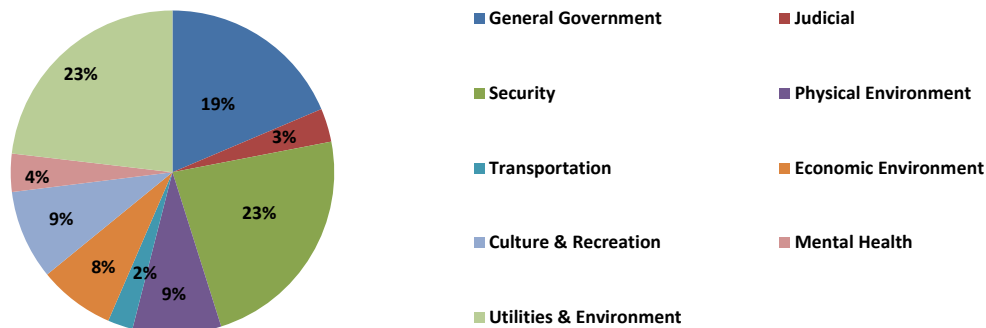 General Government
Judicial
23%
19%
Security
Physical Environment
3%
Transportation
Economic Environment
4%
9%
23%
Culture & Recreation
Mental Health
8%
2%
9%
Utilities & Environment